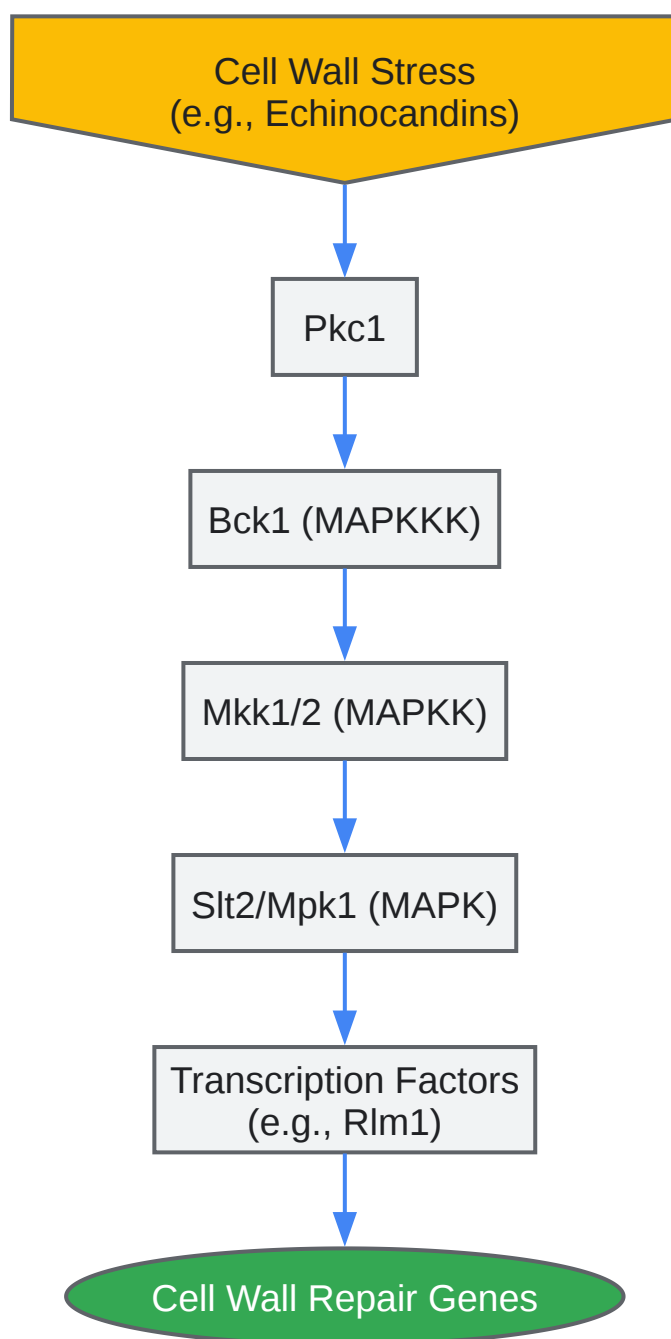 Cell Wall Stress
(e.g., Echinocandins)
Pkc1
Bck1 (MAPKKK)
Mkk1/2 (MAPKK)
Slt2/Mpk1 (MAPK)
Transcription Factors
(e.g., Rlm1)
Cell Wall Repair Genes